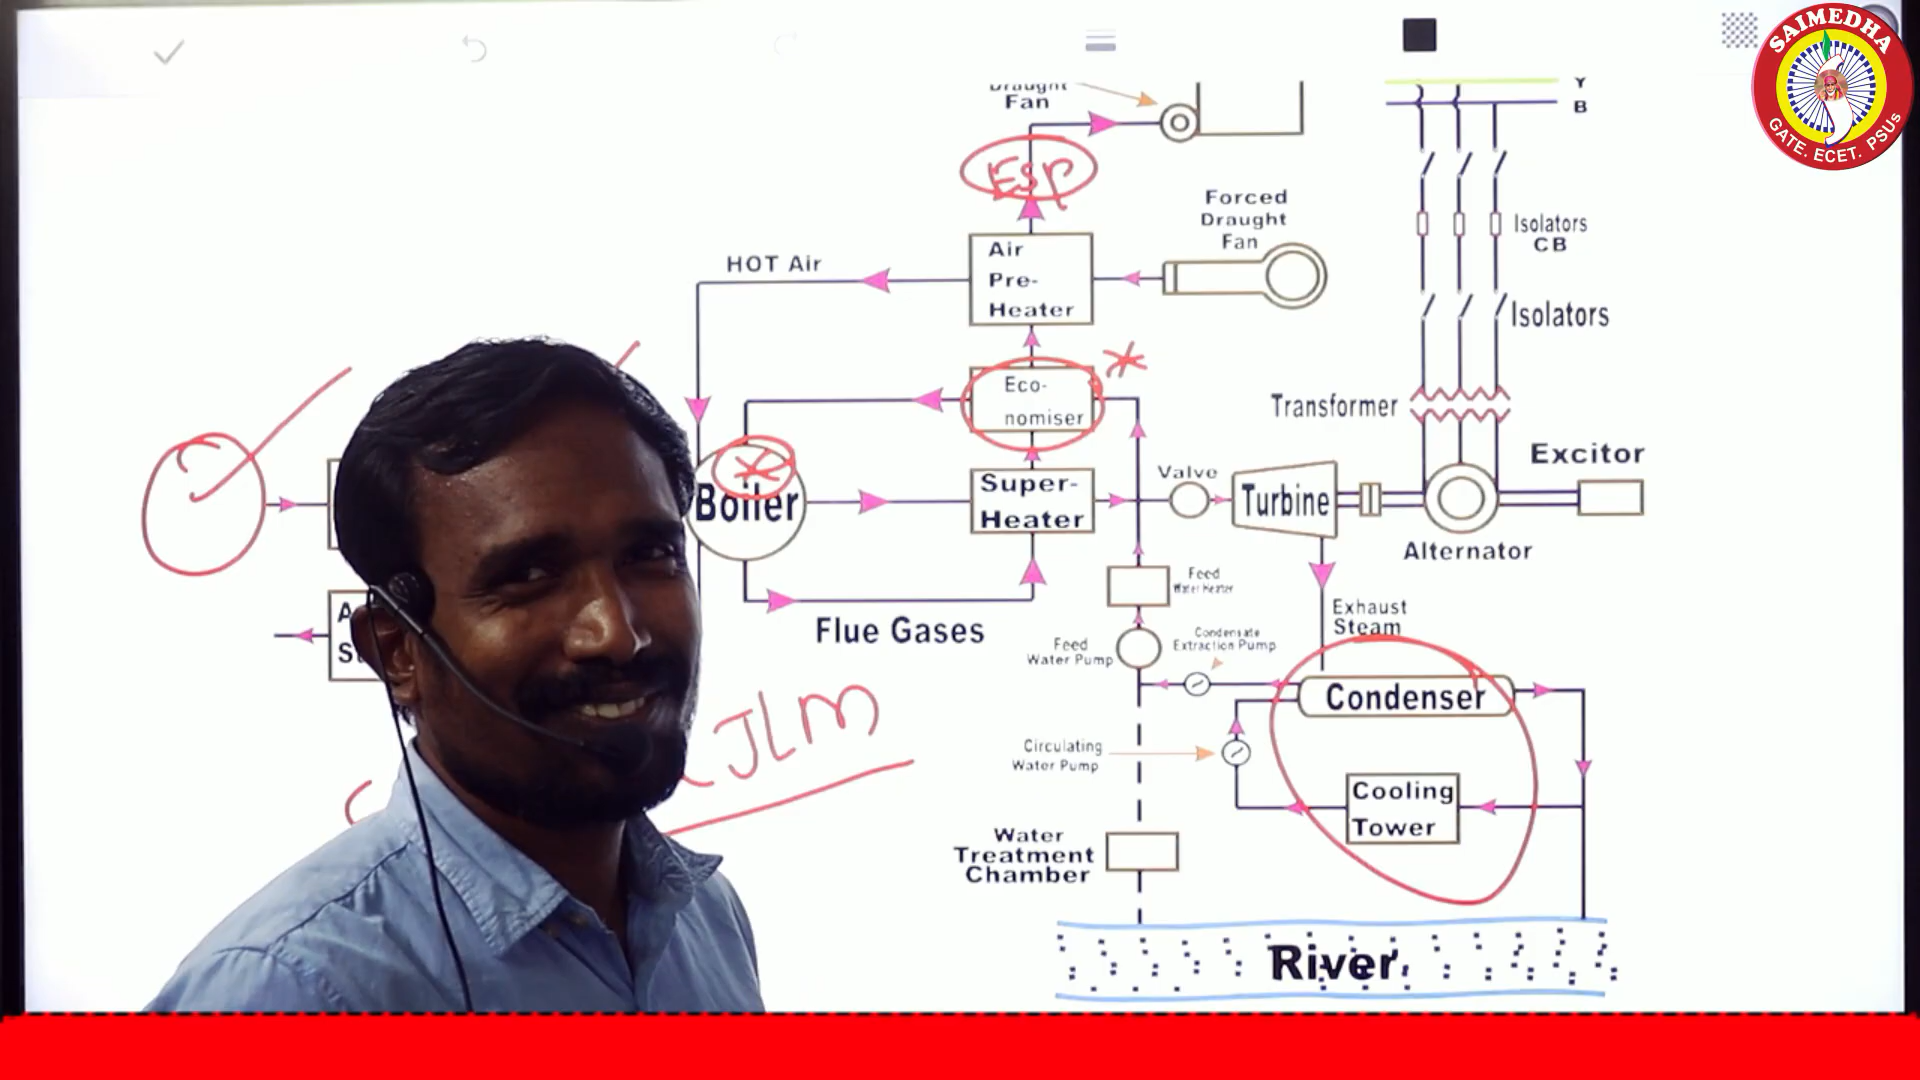 SAIMEDHA
GATE. ECET. PSUs
Draught
Fan
Y
B
ESP
Forced
Draught
Fan
Isolators
CB
HOT Air
Air
Pre-
Heater
Isolators
Eco-
nomiser
Transformer
Excitor
Boiler
Super-
Heater
Valve
Turbine
Alternator
Feed
Water Heater
Flue Gases
Exhaust
Steam
Feed
Water Pump
Condensate
Extraction Pump
Condenser
JLM
Circulating
Water Pump
Cooling
Tower
Water
Treatment
Chamber
River